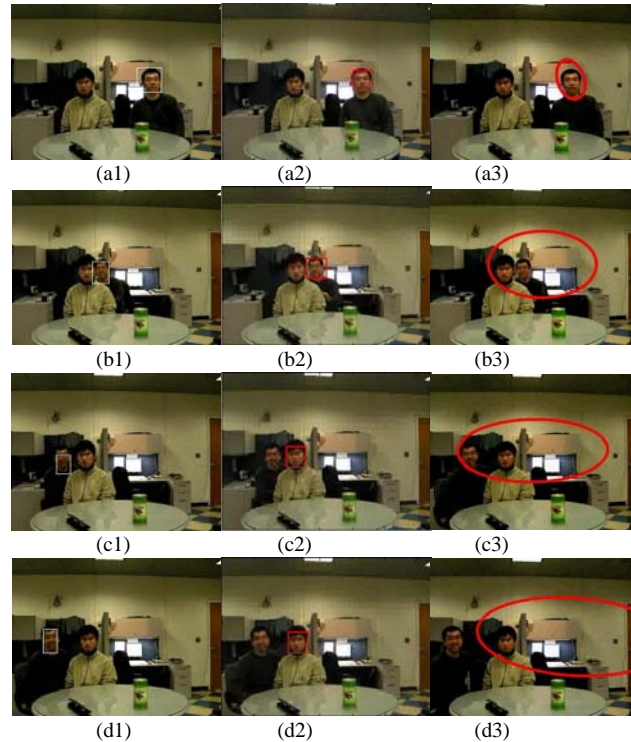 (a1) (a2) (a3)
(b1) (b2) (b3)
(c1) (c2) (c3)
(d1) (d2) (d3)